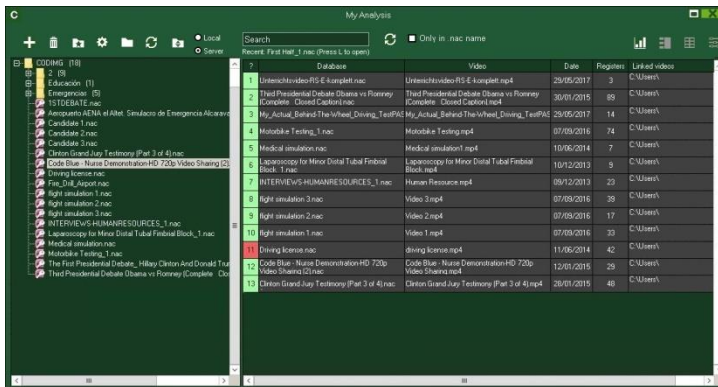 C
My Analysis
Local
Server
Search
Only in .nac name
Recent: First Half_1.nac (Press L to open)
CODIMG (18)
2 (9)
Educación (1)
Emergencias (5)
1STDEBATE.nac
Aeropuerto AENA el Altet. Simulacro de Emergencia Alcarava
Candidate 1.nac
Candidate 2.nac
Candidate 3.nac
Clinton Grand Jury Testimony (Part 3 of 4).nac
Code Blue - Nurse Demonstration-HD 720p Video Sharing (2)
Driving license.nac
Fire_Drill_Airport.nac
flight simulation 1.nac
flight simulation 2.nac
flight simulation 3.nac
INTERVIEWS-HUMANRESOURCES_1.nac
Laparoscopy for Minor Distal Tubal Fimbrial Block_1.nac
Medical simulation.nac
Motorbike Testing_1.nac
The First Presidential Debate_ Hillary Clinton And Donald Trum
Third Presidential Debate Obama vs Romney (Complete Clo
? Database Video Date Registers Linked videos
1 Unterrichtsvideo-RS-E-komplett.nac Unterrichtsvideo-RS-E-komplett.mp4 29/05/2017 3 C:\Users\
2 Third Presidential Debate Obama vs Romney (Complete Closed Caption).nac Third Presidential Debate Obama vs Romney (Complete Closed Caption).mp4 30/01/2015 89 C:\Users\
3 My_Actual_Behind-The-Wheel_Driving_TestPAS My_Actual_Behind-The-Wheel_Driving_TestPAS 29/05/2017 14 C:\Users\
4 Motorbike Testing_1.nac Motorbike Testing.mp4 07/09/2016 74 C:\Users\
5 Medical simulation.nac Medical simulation1.mp4 10/06/2014 7 C:\Users\
6 Laparoscopy for Minor Distal Tubal Fimbrial Block_1.nac Laparoscopy for Minor Distal Tubal Fimbrial Block.mp4 10/12/2013 9 C:\Users\
7 INTERVIEWS-HUMANRESOURCES_1.nac Human Resource.mp4 09/12/2013 23 C:\Users\
8 flight simulation 3.nac Video 3.mp4 07/09/2016 39 C:\Users\
9 flight simulation 2.nac Video 2.mp4 07/09/2016 17 C:\Users\
10 flight simulation 1.nac Video 1.mp4 07/09/2016 33 C:\Users\
11 Driving license.nac driving license.mp4 11/06/2014 42 C:\Users\
12 Code Blue - Nurse Demonstration-HD 720p Video Sharing (2).nac Code Blue - Nurse Demonstration-HD 720p Video Sharing (2).mp4 12/01/2015 29 C:\Users\
13 Clinton Grand Jury Testimony (Part 3 of 4).nac Clinton Grand Jury Testimony (Part 3 of 4).mp4 28/01/2015 48 C:\Users\